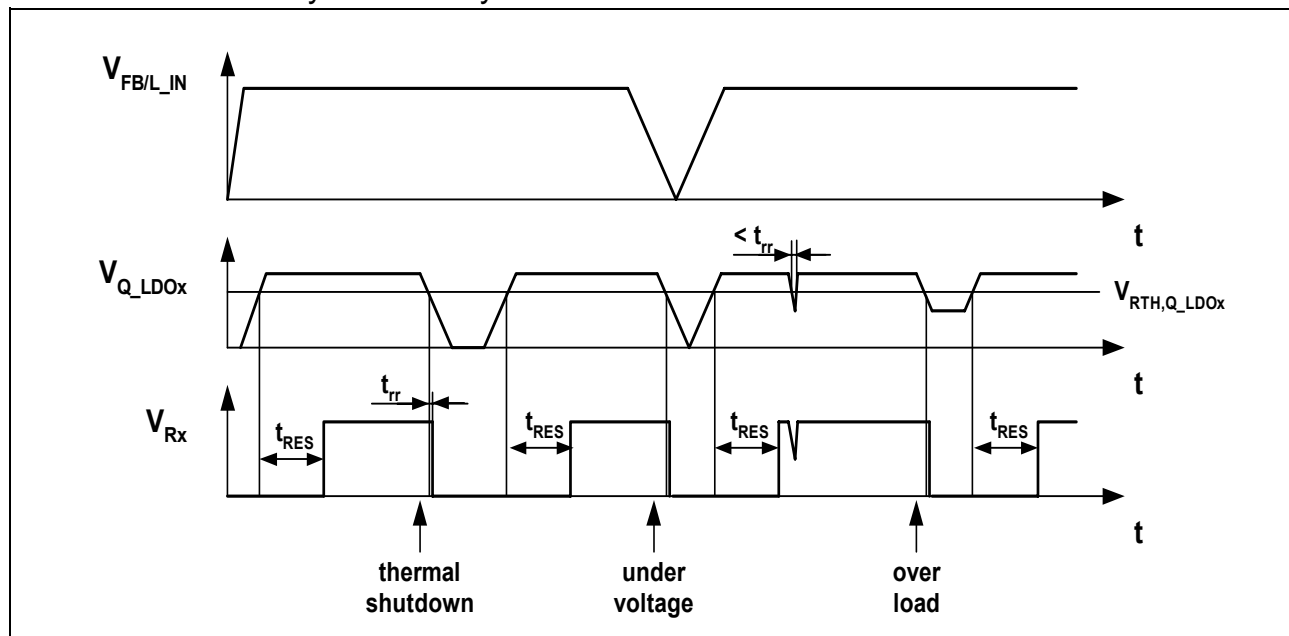 V_FB/L_IN
t
< t_rr
V_Q_LDOx
V_RTH,Q_LDOx
t
t_rr
V_Rx
t_RES
t_RES
t_RES
t_RES
t
thermal
shutdown
under
voltage
over
load